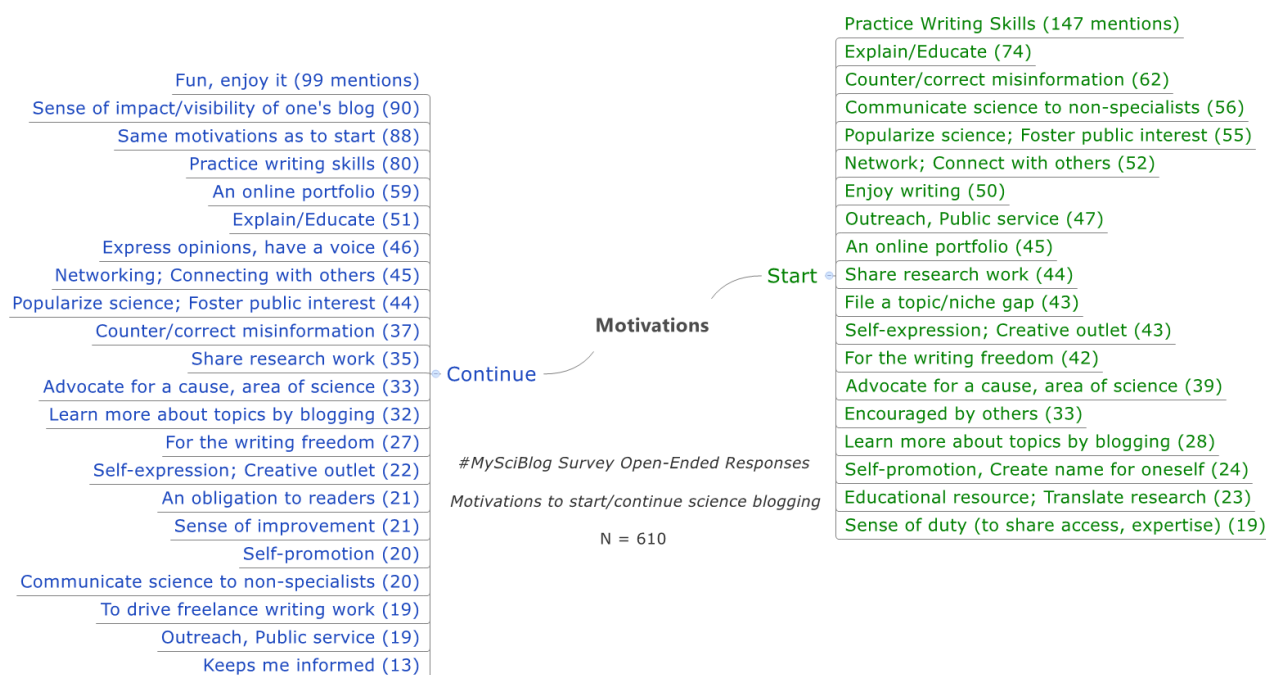 Motivations
Start
Practice Writing Skills (147 mentions)
Explain/Educate (74)
Counter/correct misinformation (62)
Communicate science to non-specialists (56)
Popularize science; Foster public interest (55)
Network; Connect with others (52)
Enjoy writing (50)
Outreach, Public service (47)
An online portfolio (45)
Share research work (44)
File a topic/niche gap (43)
Self-expression; Creative outlet (43)
For the writing freedom (42)
Advocate for a cause, area of science (39)
Encouraged by others (33)
Learn more about topics by blogging (28)
Self-promotion, Create name for oneself (24)
Educational resource; Translate research (23)
Sense of duty (to share access, expertise) (19)
Continue
Fun, enjoy it (99 mentions)
Sense of impact/visibility of one's blog (90)
Same motivations as to start (88)
Practice writing skills (80)
An online portfolio (59)
Explain/Educate (51)
Express opinions, have a voice (46)
Networking; Connecting with others (45)
Popularize science; Foster public interest (44)
Counter/correct misinformation (37)
Share research work (35)
Advocate for a cause, area of science (33)
Learn more about topics by blogging (32)
For the writing freedom (27)
Self-expression; Creative outlet (22)
An obligation to readers (21)
Sense of improvement (21)
Self-promotion (20)
Communicate science to non-specialists (20)
To drive freelance writing work (19)
Outreach, Public service (19)
Keeps me informed (13)
#MySciBlog Survey Open-Ended Responses
Motivations to start/continue science blogging
N = 610